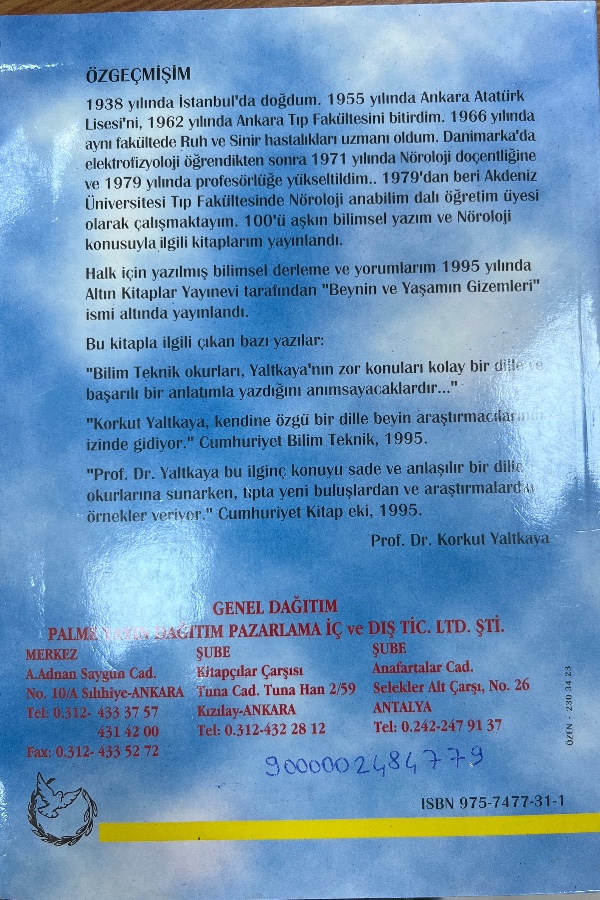 ÖZGEÇMİŞİM
1938 yılında İstanbul'da doğdum. 1955 yılında Ankara Atatürk
Lisesi'ni, 1962 yılında Ankara Tıp Fakültesini bitirdim. 1966 yılında
aynı fakültede Ruh ve Sinir hastalıkları uzmanı oldum. Danimarka'da
elektrofizyoloji öğrendikten sonra 1971 yılında Nöroloji doçentliğine
ve 1979 yılında profesörlüğe yükseltildim.. 1979'dan beri Akdeniz
Üniversitesi Tıp Fakültesinde Nöroloji anabilim dalı öğretim üyesi
olarak çalışmaktayım. 100'ü aşkın bilimsel yazım ve Nöroloji
konusuyla ilgili kitaplarım yayınlandı.
Halk için yazılmış bilimsel derleme ve yorumlarım 1995 yılında
Altın Kitaplar Yayınevi tarafından "Beynin ve Yaşamın Gizemleri"
ismi altında yayınlandı.
Bu kitapla ilgili çıkan bazı yazılar:
"Bilim Teknik okurları, Yaltkaya'nın zor konuları kolay bir dille ve
başarılı bir anlatımla yazdığını anımsayacaklardır..."
"Korkut Yaltkaya, kendine özgü bir dille beyin araştırmacılarının
izinde gidiyor." Cumhuriyet Bilim Teknik, 1995.
"Prof. Dr. Yaltkaya bu ilginç konuyu sade ve anlaşılır bir dille
okurlarına sunarken, tıpta yeni buluşlardan ve araştırmalardan
örnekler veriyor." Cumhuriyet Kitap eki, 1995.
Prof. Dr. Korkut Yaltkaya
GENEL DAĞITIM
PALME YAYIN DAĞITIM PAZARLAMA İÇ ve DIŞ TİC. LTD. ŞTİ.
MERKEZ
A.Adnan Saygun Cad.
No. 10/A Sıhhiye-ANKARA
Tel: 0.312- 433 37 57
431 42 00
Fax: 0.312- 433 52 72
ŞUBE
Kitapçılar Çarşısı
Tuna Cad. Tuna Han 2/59
Kızılay-ANKARA
Tel: 0.312-432 28 12
ŞUBE
Anafartalar Cad.
Selekler Alt Çarşı, No. 26
ANTALYA
Tel: 0.242-247 91 37
ÖZEN - 230 34 23
9000002484779
ISBN 975-7477-31-1